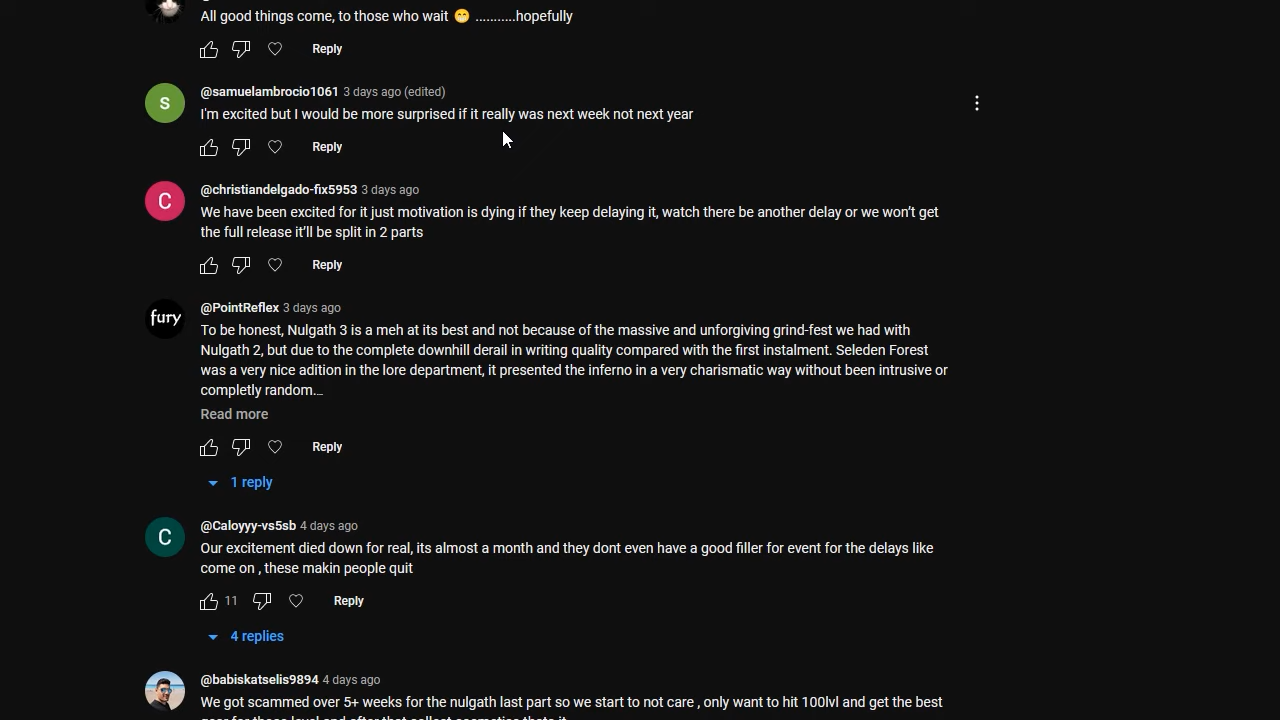 All good things come, to those who wait 😁 ...........hopefully
Reply
S
@samuelambrocio1061 3 days ago (edited)
I'm excited but I would be more surprised if it really was next week not next year
Reply
C
@christiandelgado-fix5953 3 days ago
We have been excited for it just motivation is dying if they keep delaying it, watch there be another delay or we won’t get
the full release it’ll be split in 2 parts
Reply
fury
@PointReflex 3 days ago
To be honest, Nulgath 3 is a meh at its best and not because of the massive and unforgiving grind-fest we had with
Nulgath 2, but due to the complete downhill derail in writing quality compared with the first instalment. Seleden Forest
was a very nice adition in the lore department, it presented the inferno in a very charismatic way without been intrusive or
completly random...
Read more
Reply
1 reply
C
@Caloyyy-vs5sb 4 days ago
Our excitement died down for real, its almost a month and they dont even have a good filler for event for the delays like
come on , these makin people quit
11 Reply
4 replies
@babiskatselis9894 4 days ago
We got scammed over 5+ weeks for the nulgath last part so we start to not care , only want to hit 100lvl and get the best